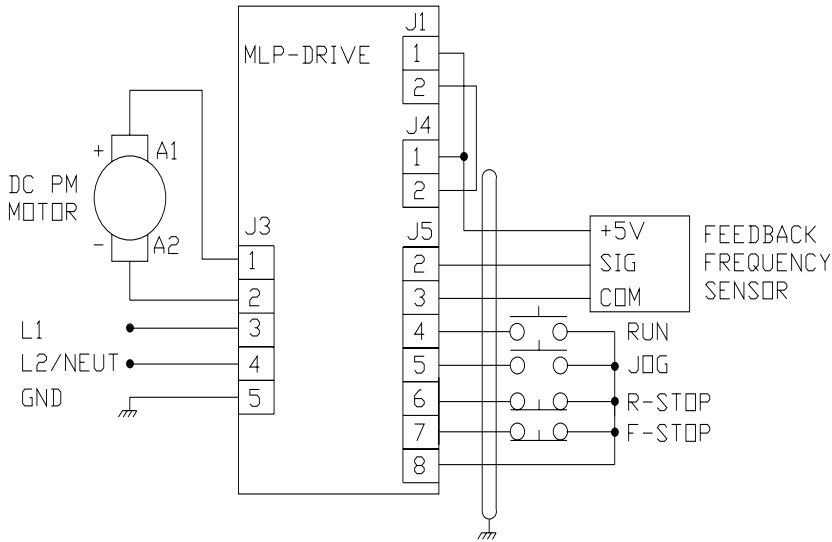 MLP-DRIVE
J1
1
2
J4
1
2
J5
2
3
4
5
6
7
8
J3
1
2
3
4
5
+
A1
DC PM
MOTOR
-
A2
L1
L2/NEUT
GND
+5V
SIG
COM
FEEDBACK
FREQUENCY
SENSOR
RUN
JOG
R-STOP
F-STOP